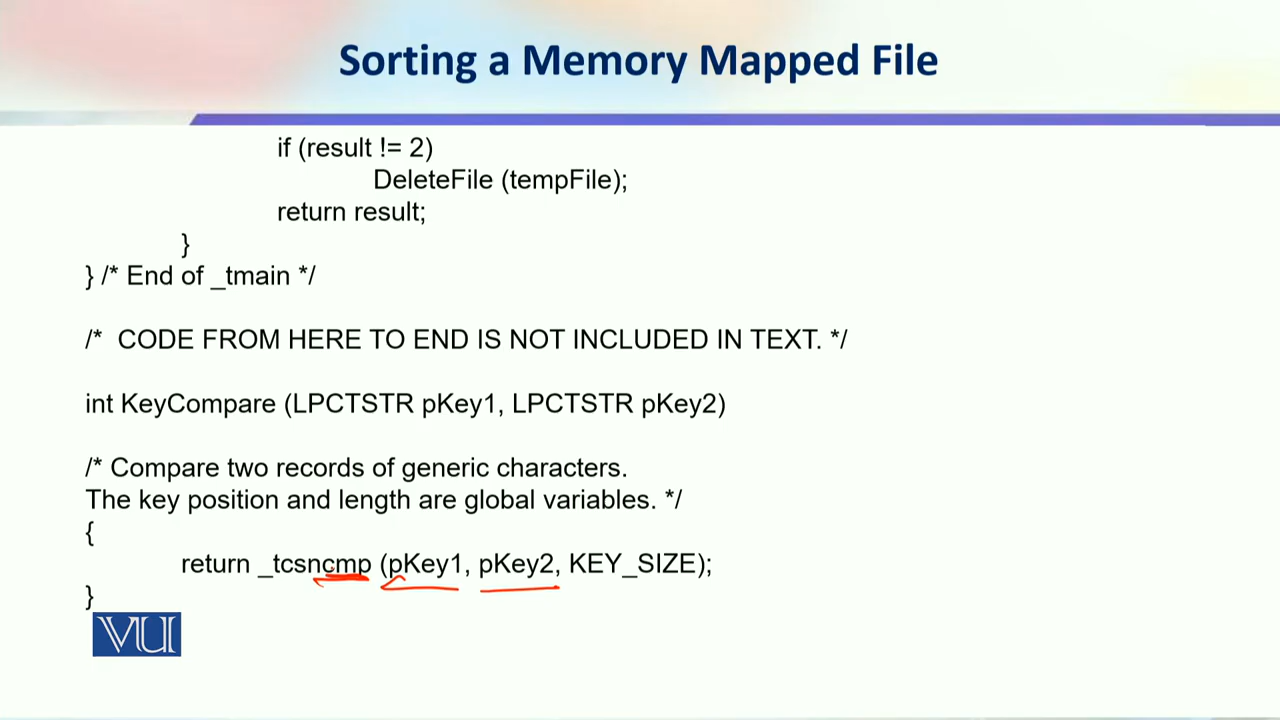 Sorting a Memory Mapped File
if (result != 2)
DeleteFile (tempFile);
return result;
}
} /* End of _tmain */
/*  CODE FROM HERE TO END IS NOT INCLUDED IN TEXT. */
int KeyCompare (LPCTSTR pKey1, LPCTSTR pKey2)
/* Compare two records of generic characters.
The key position and length are global variables. */
{
return _tcsncmp (pKey1, pKey2, KEY_SIZE);
}
VU